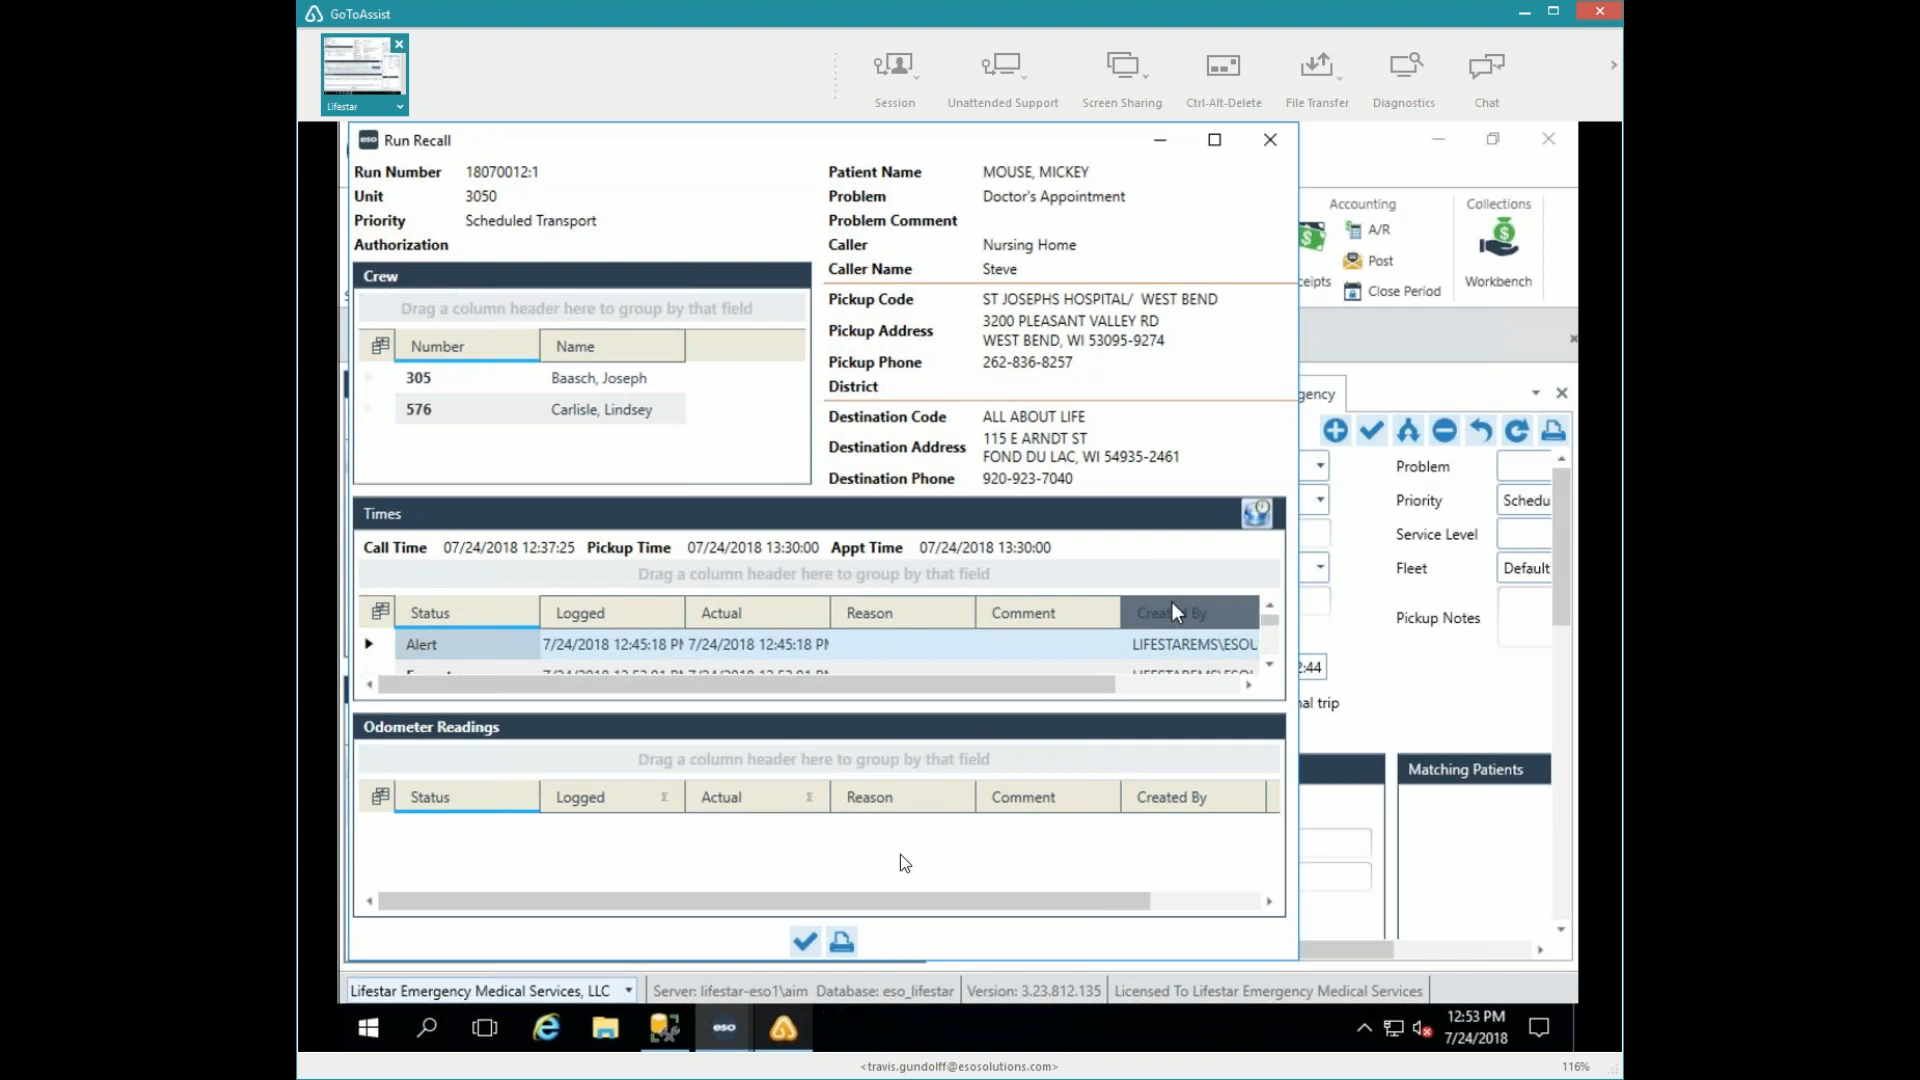 GoToAssist
Lifestar
Session
Unattended Support
Screen Sharing
Ctrl-Alt-Delete
File Transfer
Diagnostics
Chat
eso Run Recall
Run Number 18070012:1
Unit 3050
Priority Scheduled Transport
Authorization
Patient Name MOUSE, MICKEY
Problem Doctor's Appointment
Problem Comment
Caller Nursing Home
Caller Name Steve
Pickup Code ST JOSEPHS HOSPITAL/ WEST BEND
Pickup Address 3200 PLEASANT VALLEY RD
WEST BEND, WI 53095-9274
Pickup Phone 262-836-8257
District
Destination Code ALL ABOUT LIFE
Destination Address 115 E ARNDT ST
FOND DU LAC, WI 54935-2461
Destination Phone 920-923-7040
Crew
Drag a column header here to group by that field
Number Name
305 Baasch, Joseph
576 Carlisle, Lindsey
Times
Call Time 07/24/2018 12:37:25 Pickup Time 07/24/2018 13:30:00 Appt Time 07/24/2018 13:30:00
Drag a column header here to group by that field
Status Logged Actual Reason Comment Created By
Alert 7/24/2018 12:45:18 PM 7/24/2018 12:45:18 PM LIFESTAREMS\ESOU
Odometer Readings
Drag a column header here to group by that field
Status Logged Σ Actual Σ Reason Comment Created By
Accounting
A/R
Post
Close Period
Collections
Workbench
eipts
gency
Problem
Priority Schedu
Service Level
Fleet Default
Pickup Notes
2:44
al trip
Matching Patients
Lifestar Emergency Medical Services, LLC
Server: lifestar-eso1\aim Database: eso_lifestar
Version: 3.23.812.135
Licensed To Lifestar Emergency Medical Services
eso
12:53 PM
7/24/2018
<travis.gundolff@esosolutions.com>
116%